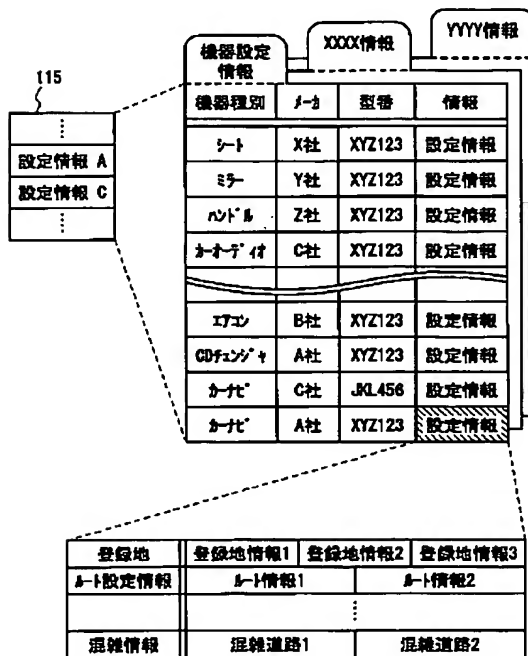 115
⋮
設定情報 A
設定情報 C
⋮
機器設定
情報
XXXX情報
YYYY情報
機器種別 ﾒｰｶ 型番 情報
ｼｰﾄ X社 XYZ123 設定情報
ﾐﾗｰ Y社 XYZ123 設定情報
ﾊﾝﾄﾞﾙ Z社 XYZ123 設定情報
ｶｰｵｰﾃﾞｨｵ C社 XYZ123 設定情報
ｴｱｺﾝ B社 XYZ123 設定情報
CDﾁｪﾝｼﾞｬ A社 XYZ123 設定情報
ｶｰﾅﾋﾞ C社 JKL456 設定情報
ｶｰﾅﾋﾞ A社 XYZ123 設定情報
登録地 登録地情報1 登録地情報2 登録地情報3
ﾙｰﾄ設定情報 ﾙｰﾄ情報1 ﾙｰﾄ情報2
⋮
混雑情報 混雑道路1 混雑道路2